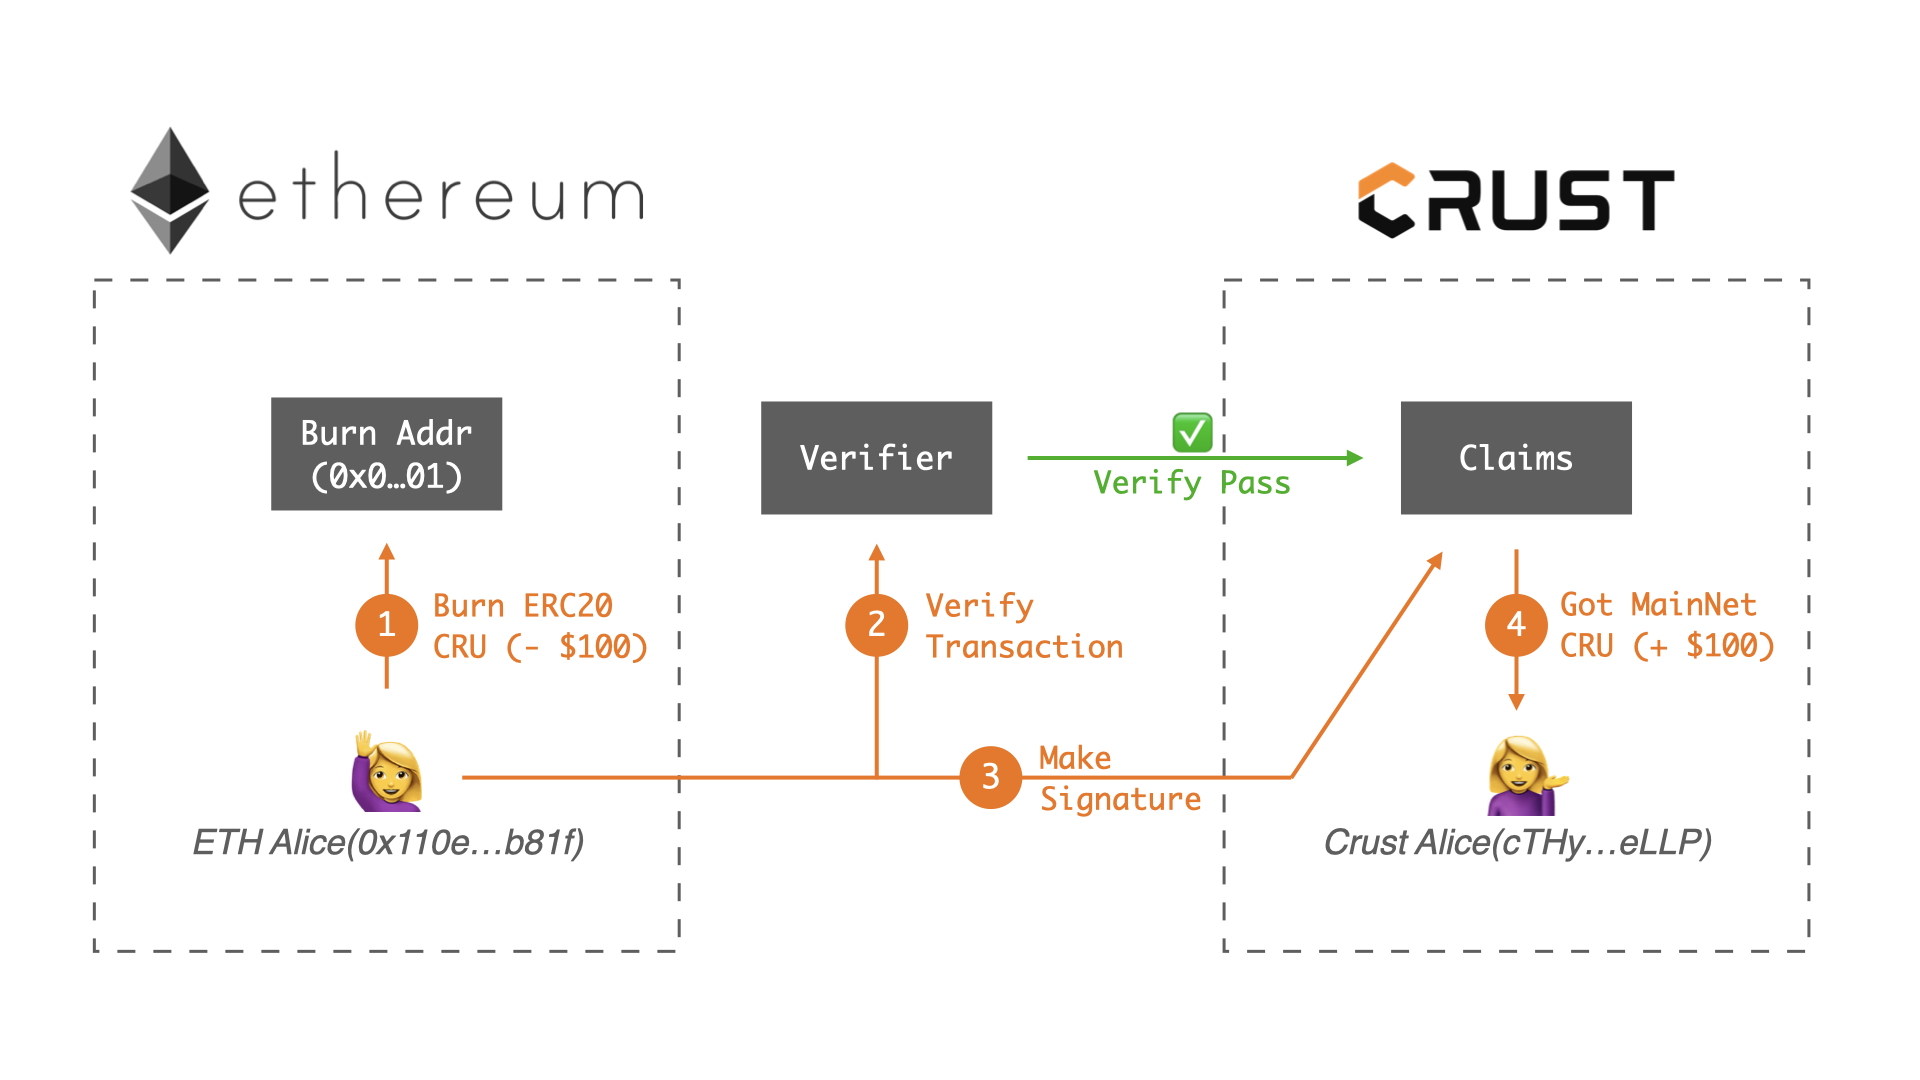 ethereum
CRUST
Burn Addr
(0x0...01)
Verifier
Verify Pass
Claims
1
Burn ERC20
CRU (- $100)
2
Verify
Transaction
4
Got MainNet
CRU (+ $100)
3
Make
Signature
ETH Alice(0x110e...b81f)
Crust Alice(cTHy...eLLP)